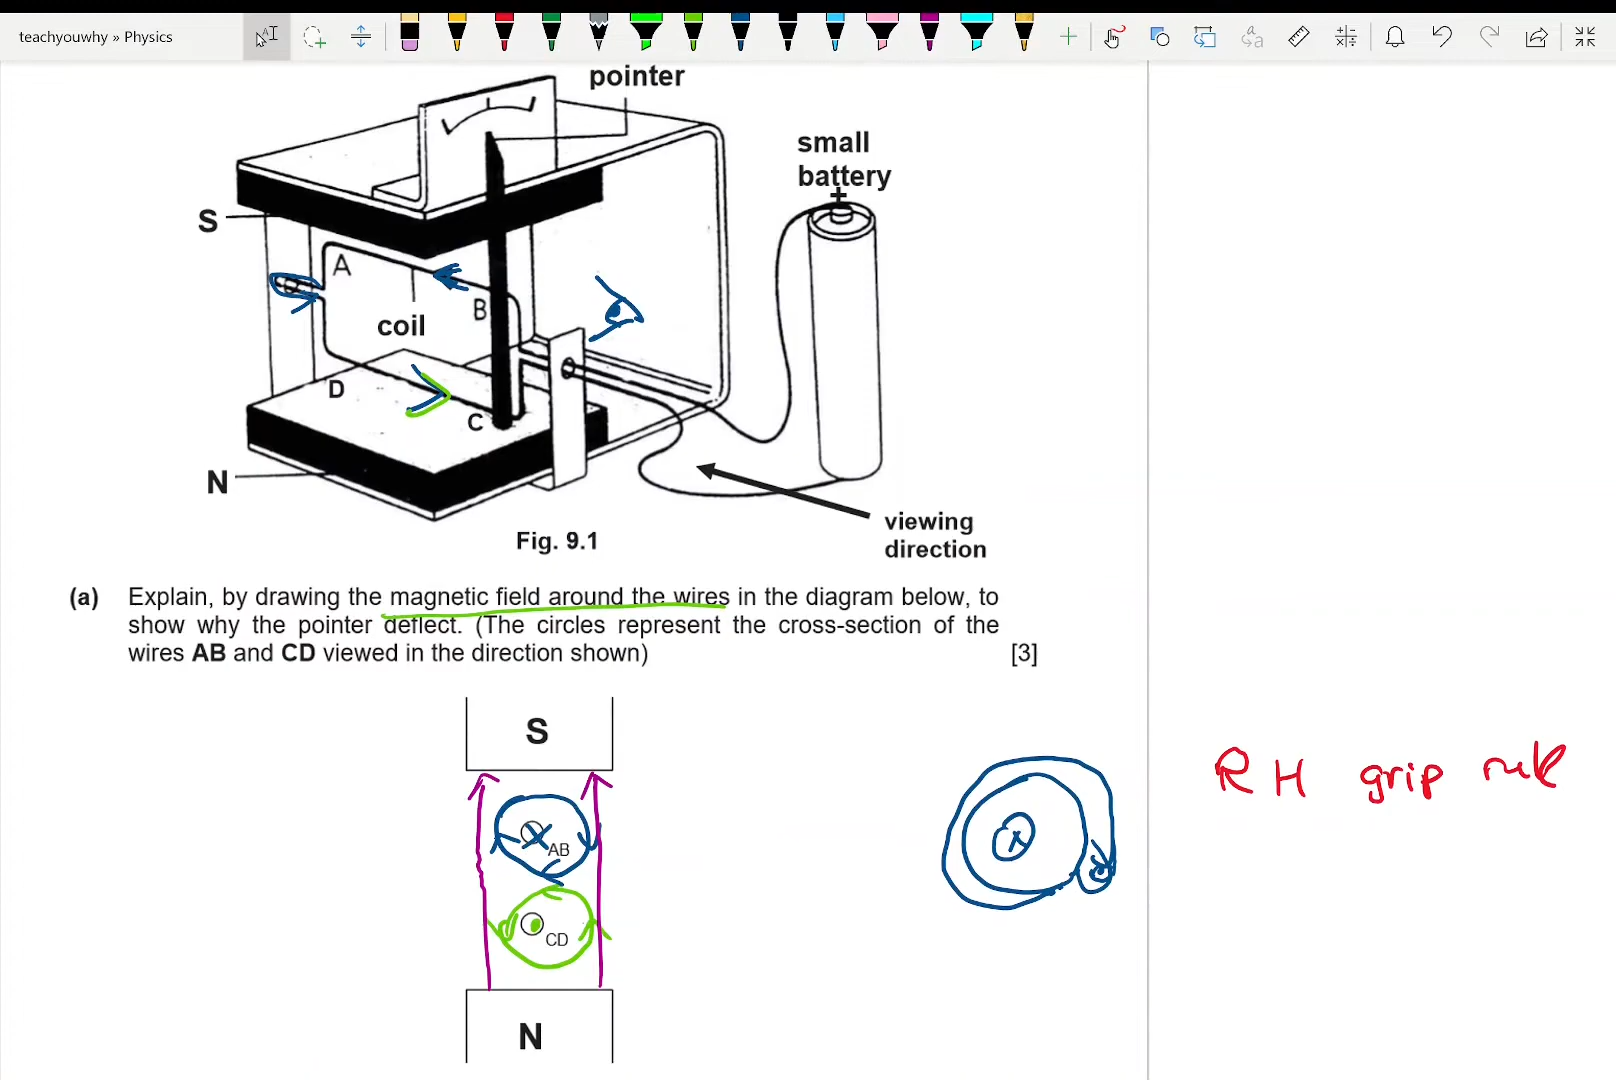 teachyouwhy » Physics
pointer
small
battery
+
S
A
B
coil
D
C
N
viewing
direction
Fig. 9.1
(a) Explain, by drawing the magnetic field around the wires in the diagram below, to
show why the pointer deflect. (The circles represent the cross-section of the
wires AB and CD viewed in the direction shown) [3]
S
AB
CD
N
RH grip rule